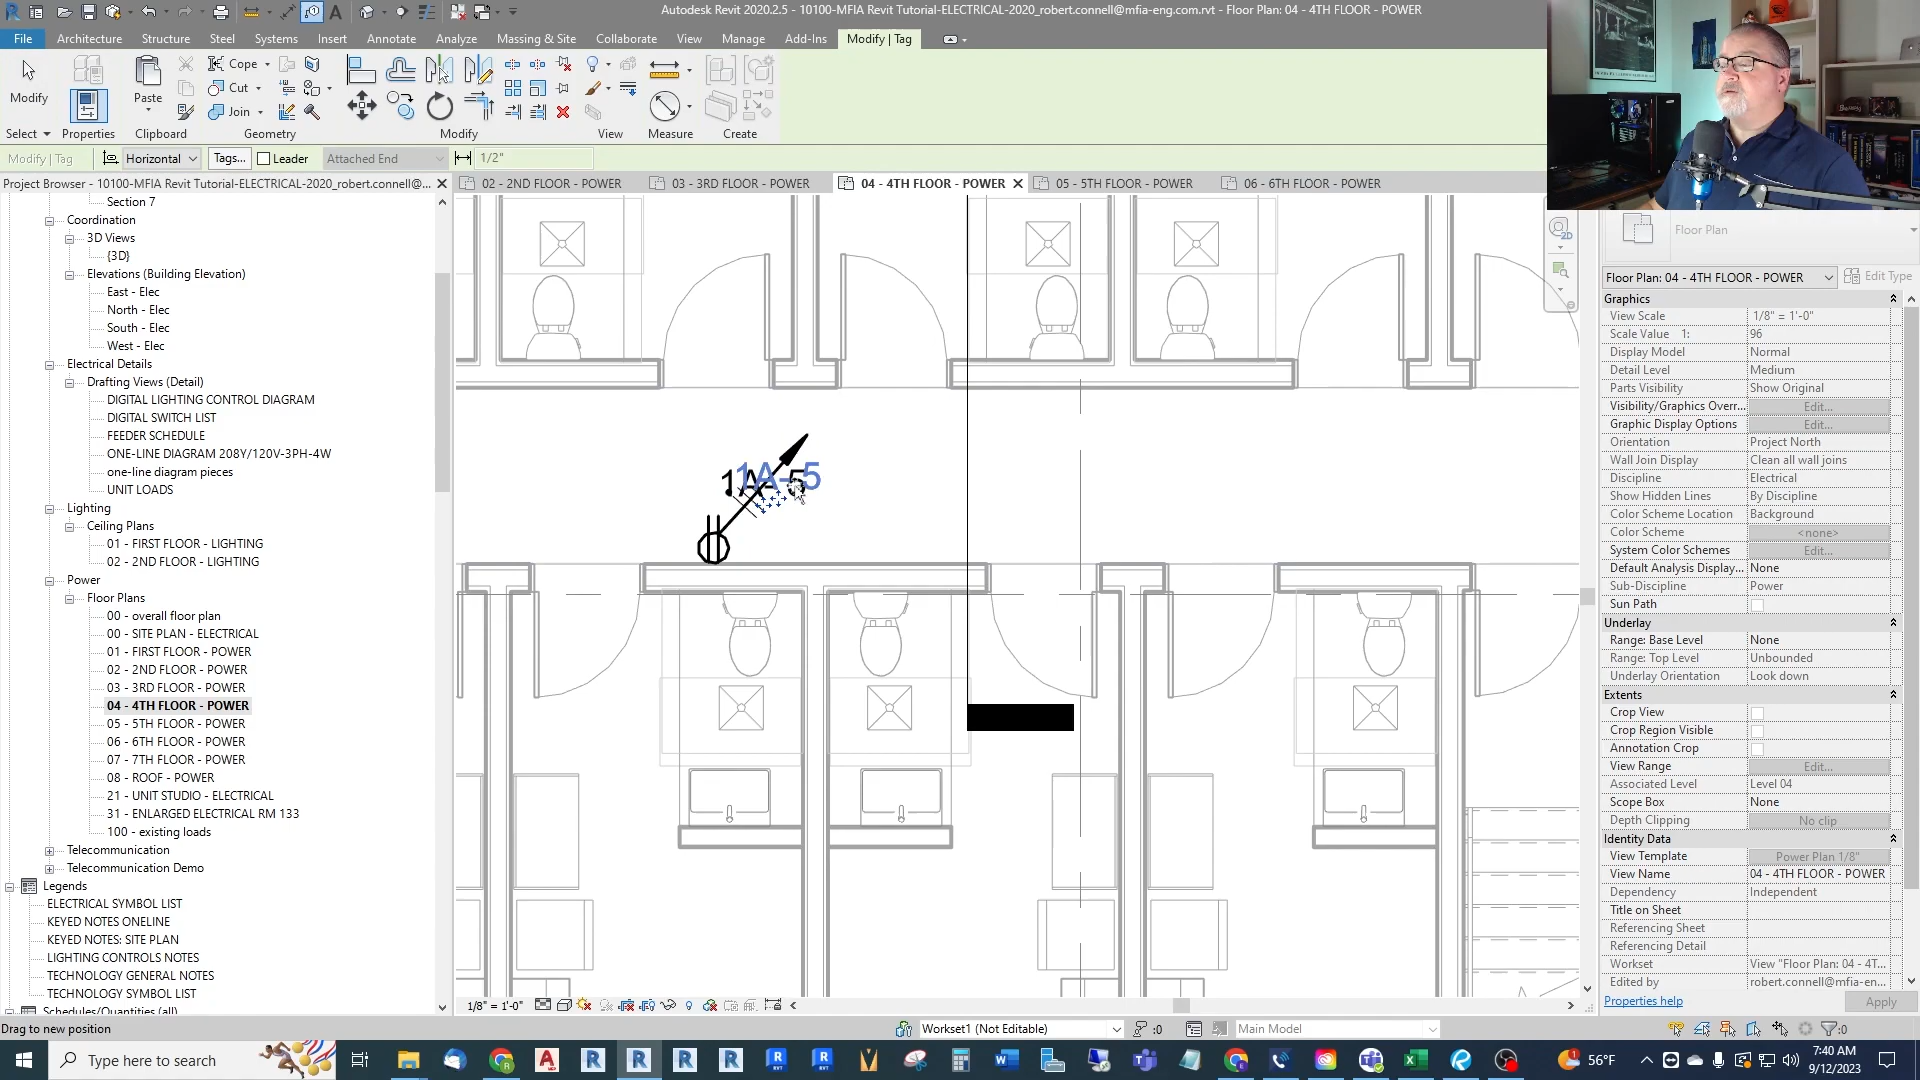 Autodesk Revit 2020.2.5 - 10100-MFIA Revit Tutorial-ELECTRICAL-2020_robert.connell@mfia-eng.com.rvt - Floor Plan: 04 - 4TH FLOOR - POWER
File Architecture Structure Steel Systems Insert Annotate Analyze Massing & Site Collaborate View Manage Add-Ins Modify | Tag
Modify Paste Cope Cut Join
Select Properties Clipboard Geometry Modify View Measure Create
Modify | Tag Horizontal Tags... Leader Attached End 1/2"
Project Browser - 10100-MFIA Revit Tutorial-ELECTRICAL-2020_robert.connell@...
02 - 2ND FLOOR - POWER 03 - 3RD FLOOR - POWER 04 - 4TH FLOOR - POWER 05 - 5TH FLOOR - POWER 06 - 6TH FLOOR - POWER
Section 7
Coordination
3D Views
{3D}
Elevations (Building Elevation)
East - Elec
North - Elec
South - Elec
West - Elec
Electrical Details
Drafting Views (Detail)
DIGITAL LIGHTING CONTROL DIAGRAM
DIGITAL SWITCH LIST
FEEDER SCHEDULE
ONE-LINE DIAGRAM 208Y/120V-3PH-4W
one-line diagram pieces
UNIT LOADS
Lighting
Ceiling Plans
01 - FIRST FLOOR - LIGHTING
02 - 2ND FLOOR - LIGHTING
Power
Floor Plans
00 - overall floor plan
00 - SITE PLAN - ELECTRICAL
01 - FIRST FLOOR - POWER
02 - 2ND FLOOR - POWER
03 - 3RD FLOOR - POWER
04 - 4TH FLOOR - POWER
05 - 5TH FLOOR - POWER
06 - 6TH FLOOR - POWER
07 - 7TH FLOOR - POWER
08 - ROOF - POWER
21 - UNIT STUDIO - ELECTRICAL
31 - ENLARGED ELECTRICAL RM 133
100 - existing loads
Telecommunication
Telecommunication Demo
Legends
ELECTRICAL SYMBOL LIST
KEYED NOTES ONELINE
KEYED NOTES: SITE PLAN
LIGHTING CONTROLS NOTES
TECHNOLOGY GENERAL NOTES
TECHNOLOGY SYMBOL LIST
Schedules/Quantities (all)
1A-5
1A-5
2D
Floor Plan
Floor Plan: 04 - 4TH FLOOR - POWER Edit Type
Graphics
View Scale 1/8" = 1'-0"
Scale Value 1: 96
Display Model Normal
Detail Level Medium
Parts Visibility Show Original
Visibility/Graphics Overr... Edit...
Graphic Display Options Edit...
Orientation Project North
Wall Join Display Clean all wall joins
Discipline Electrical
Show Hidden Lines By Discipline
Color Scheme Location Background
Color Scheme <none>
System Color Schemes Edit...
Default Analysis Display... None
Sub-Discipline Power
Sun Path
Underlay
Range: Base Level None
Range: Top Level Unbounded
Underlay Orientation Look down
Extents
Crop View
Crop Region Visible
Annotation Crop
View Range Edit...
Associated Level Level 04
Scope Box None
Depth Clipping No clip
Identity Data
View Template Power Plan 1/8"
View Name 04 - 4TH FLOOR - POWER
Dependency Independent
Title on Sheet
Referencing Sheet
Referencing Detail
Workset View "Floor Plan: 04 - 4T...
Edited by robert.connell@mfia-en...
Properties help Apply
1/8" = 1'-0"
Drag to new position Workset1 (Not Editable) :0 Main Model :0
Type here to search 56°F 7:40 AM
9/12/2023